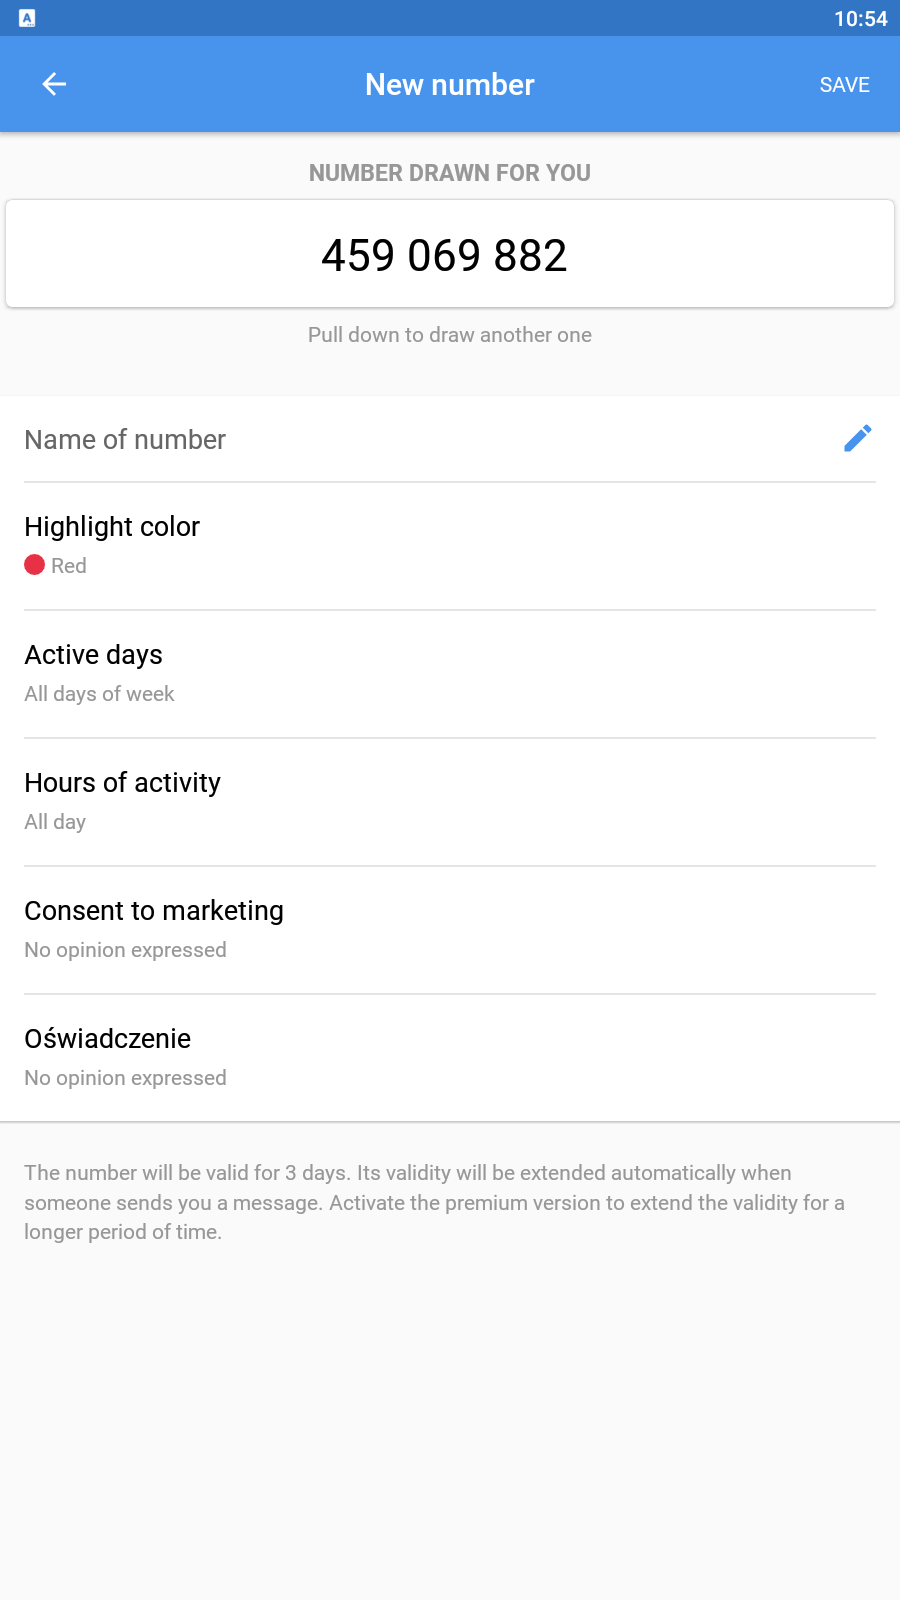 10:54
New number
SAVE
NUMBER DRAWN FOR YOU
459 069 882
Pull down to draw another one
Name of number
Highlight color
Red
Active days
All days of week
Hours of activity
All day
Consent to marketing
No opinion expressed
Oświadczenie
No opinion expressed
The number will be valid for 3 days. Its validity will be extended automatically when
someone sends you a message. Activate the premium version to extend the validity for a
longer period of time.